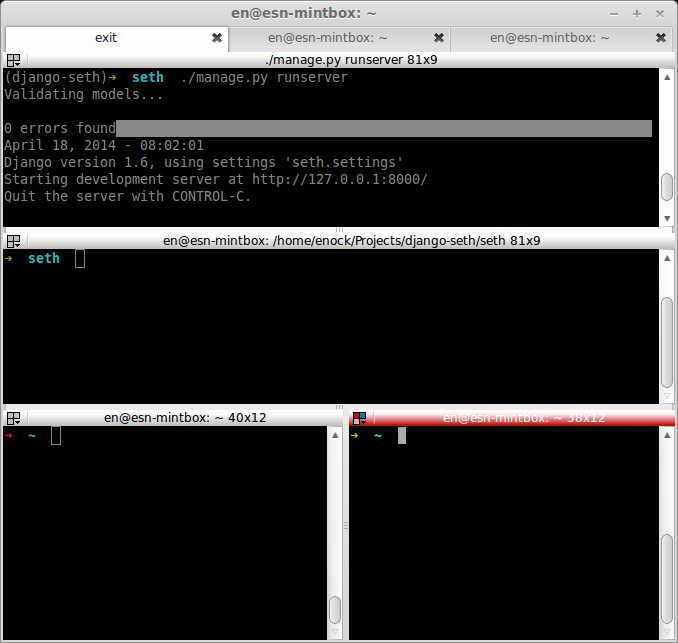 en@esn-mintbox: ~
exit
en@esn-mintbox: ~
en@esn-mintbox: ~
./manage.py runserver 81x9
(django-seth)➜ seth ./manage.py runserver
Validating models...
0 errors found
April 18, 2014 - 08:02:01
Django version 1.6, using settings 'seth.settings'
Starting development server at http://127.0.0.1:8000/
Quit the server with CONTROL-C.
en@esn-mintbox: /home/enock/Projects/django-seth/seth 81x9
➜ seth
en@esn-mintbox: ~ 40x12
➜ ~
en@esn-mintbox: ~ 38x12
➜ ~